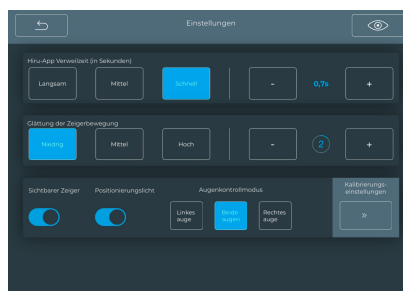 Einstellungen
Hiru-App Verweilzeit (in Sekunden)
Langsam
Mittel
Schnell
-
0,7s
+
Glättung der Zeigerbewegung
Niedrig
Mittel
Hoch
-
2
+
Sichtbarer Zeiger
Positionierungslicht
Augenkontrollmodus
Linkes
auge
Beide
augen
Rechtes
auge
Kalibrierungs-
einstellungen
»